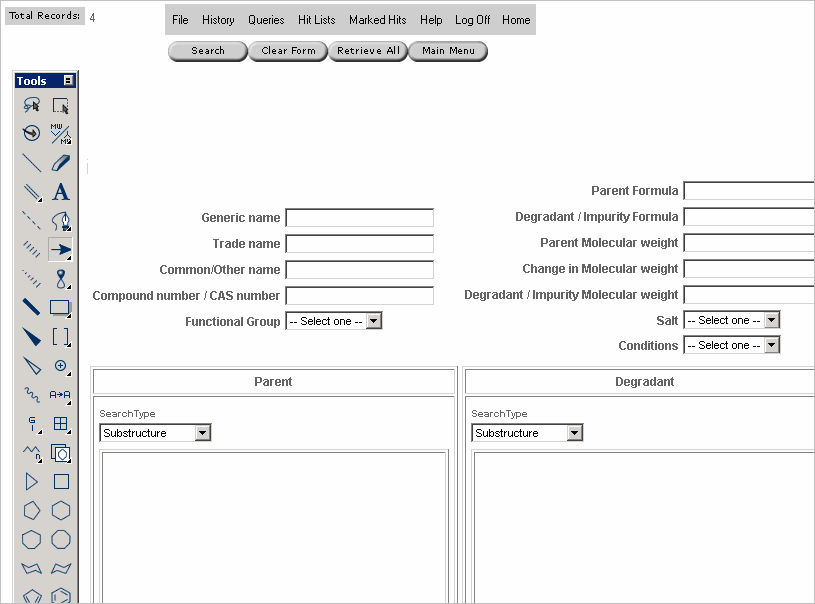 Total Records: 4
File History Queries Hit Lists Marked Hits Help Log Off Home
Search Clear Form Retrieve All Main Menu
Tools
MW
A
A→A
Parent Formula
Generic name
Degradant / Impurity Formula
Trade name
Parent Molecular weight
Common/Other name
Change in Molecular weight
Compound number / CAS number
Degradant / Impurity Molecular weight
Functional Group -- Select one --
Salt -- Select one --
Conditions -- Select one --
Parent
Degradant
SearchType
Substructure
SearchType
Substructure